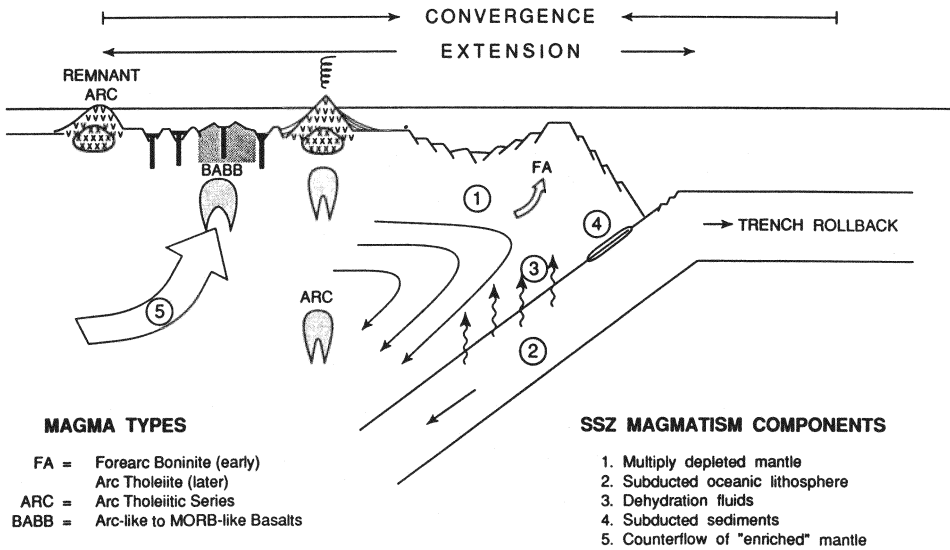 CONVERGENCE
EXTENSION
REMNANT
ARC
BABB
FA
1
4
TRENCH ROLLBACK
3
5
ARC
2
MAGMA TYPES
FA = Forearc Boninite (early)
Arc Tholeiite (later)
ARC = Arc Tholeiitic Series
BABB = Arc-like to MORB-like Basalts
SSZ MAGMATISM COMPONENTS
1. Multiply depleted mantle
2. Subducted oceanic lithosphere
3. Dehydration fluids
4. Subducted sediments
5. Counterflow of "enriched" mantle